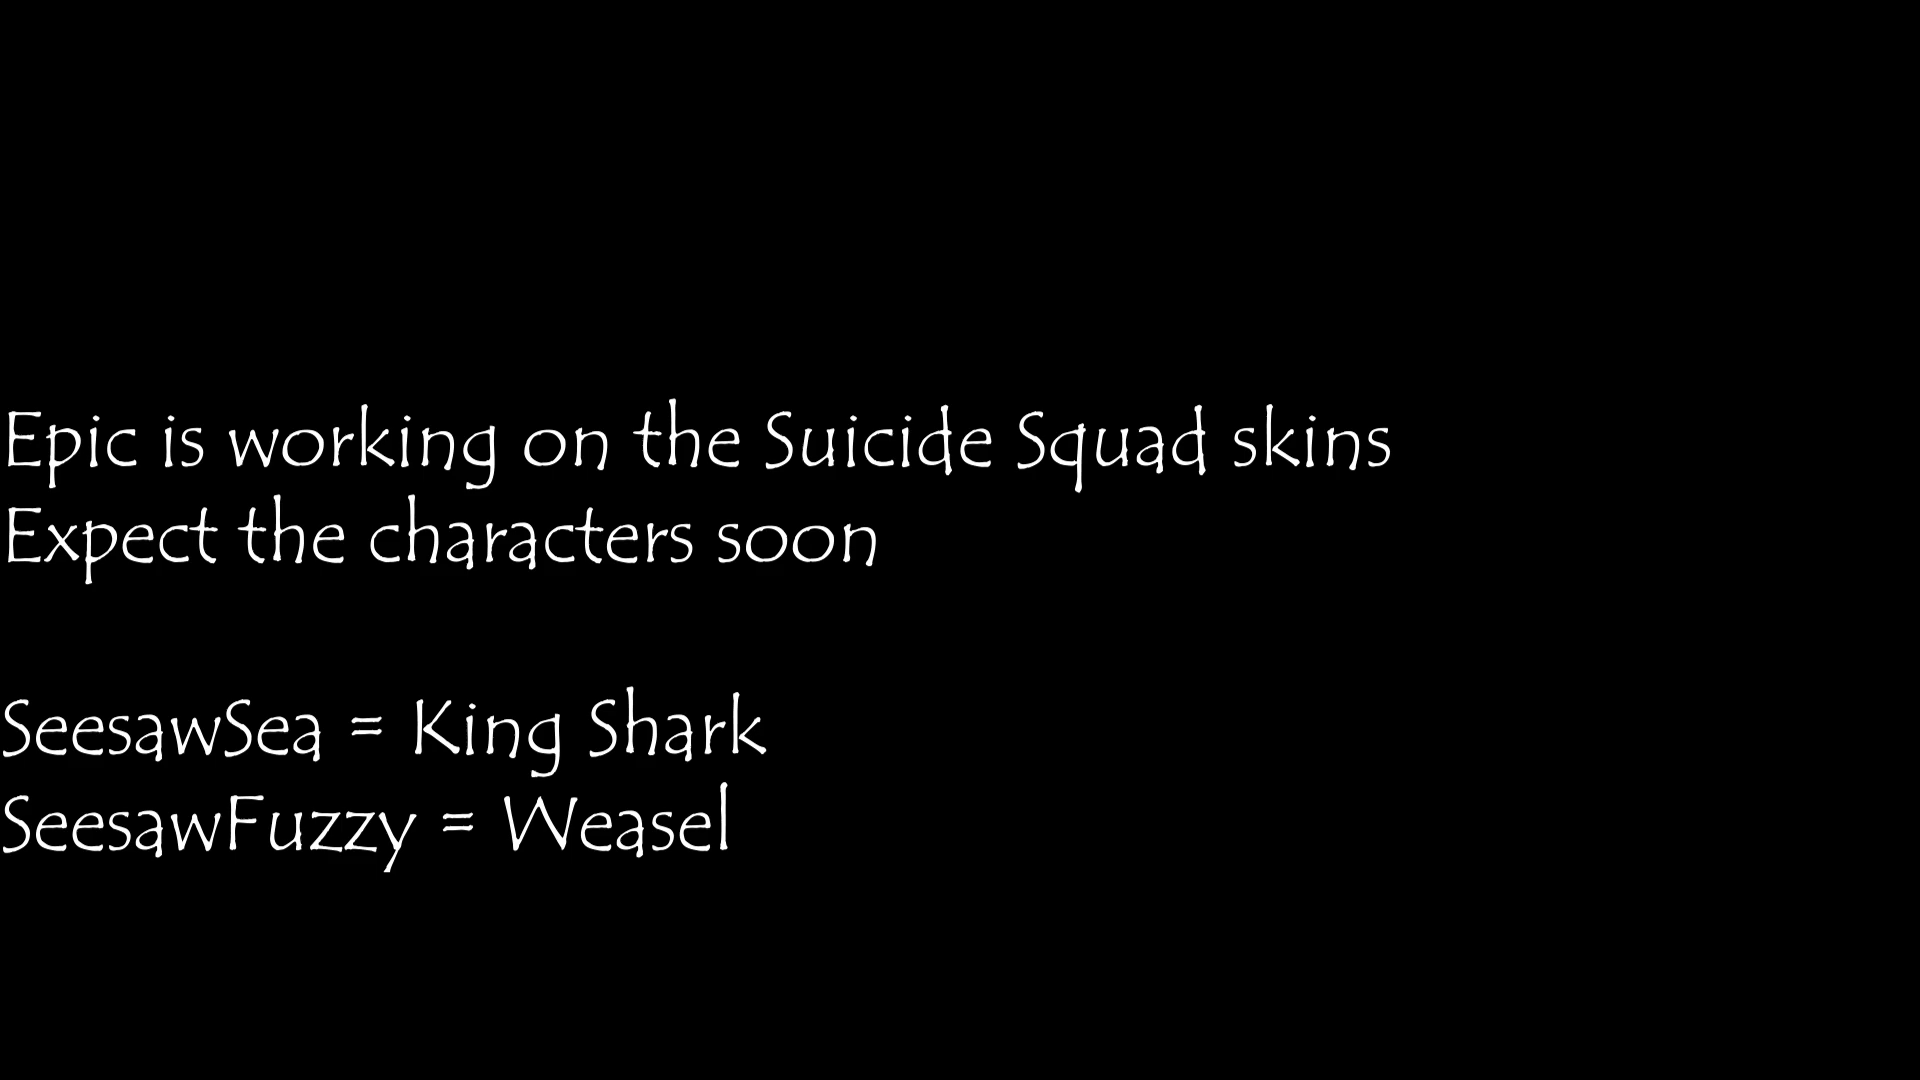 Epic is working on the Suicide Squad skins
Expect the characters soon
SeesawSea = King Shark
SeesawFuzzy = Weasel